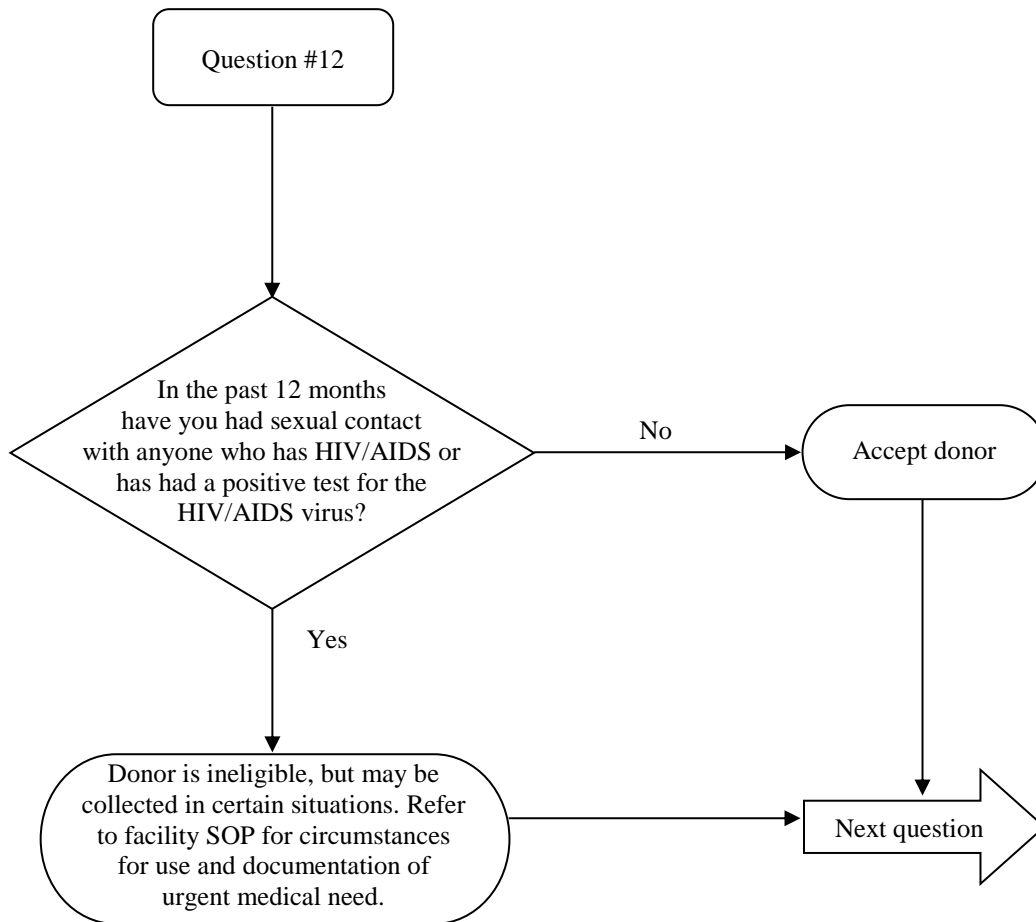 Question #12
In the past 12 months
have you had sexual contact
with anyone who has HIV/AIDS or
has had a positive test for the
HIV/AIDS virus?
No
Accept donor
Yes
Donor is ineligible, but may be
collected in certain situations. Refer
to facility SOP for circumstances
for use and documentation of
urgent medical need.
Next question